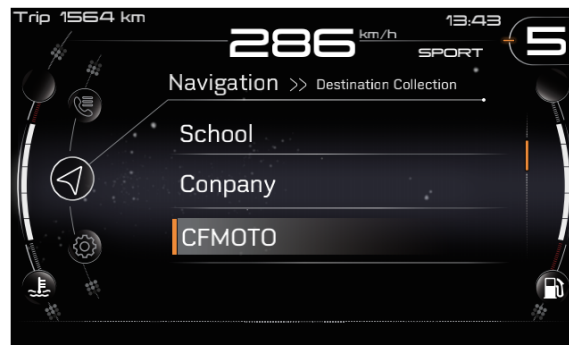 Trip 1564 km
286 km/h
13:43
SPORT
5
Navigation >> Destination Collection
School
Conpany
CFMOTO